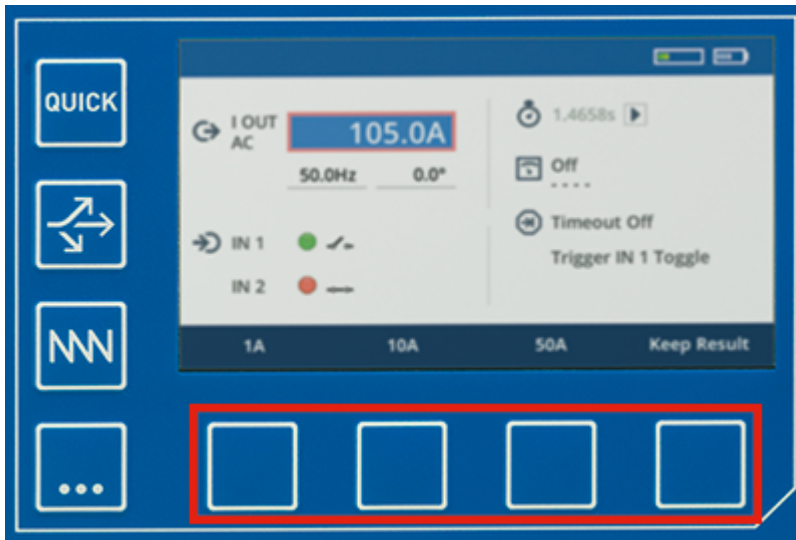 QUICK
I OUT
AC
105.0A
50.0Hz 0.0°
IN 1
IN 2
1.4658s
Off
----
Timeout Off
Trigger IN 1 Toggle
1A 10A 50A Keep Result